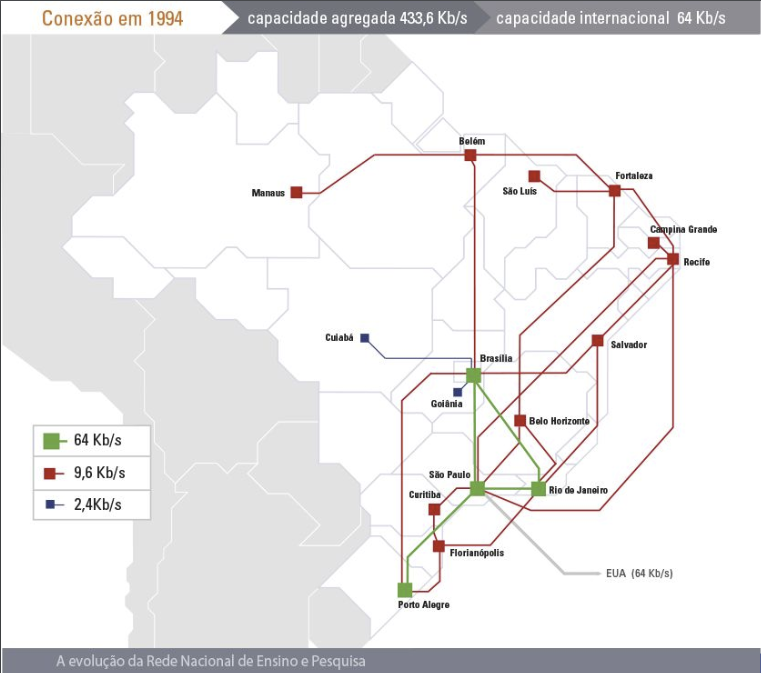 Conexão em 1994
capacidade agregada 433,6 Kb/s
capacidade internacional 64 Kb/s
Belém
Manaus
São Luís
Fortaleza
Campina Grande
Recife
Cuiabá
Brasília
Salvador
Goiânia
Belo Horizonte
64 Kb/s
9,6 Kb/s
2,4Kb/s
São Paulo
Rio de Janeiro
Curitiba
Florianópolis
EUA (64 Kb/s)
Porto Alegre
A evolução da Rede Nacional de Ensino e Pesquisa